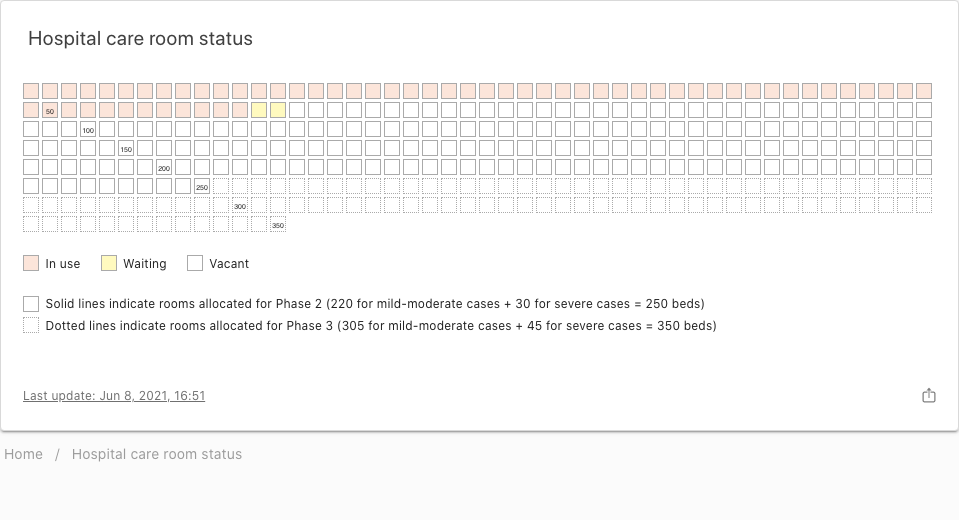 Hospital care room status
50
100
150
200
250
300
350
In use Waiting Vacant
Solid lines indicate rooms allocated for Phase 2 (220 for mild-moderate cases + 30 for severe cases = 250 beds)
Dotted lines indicate rooms allocated for Phase 3 (305 for mild-moderate cases + 45 for severe cases = 350 beds)
Last update: Jun 8, 2021, 16:51
Home / Hospital care room status